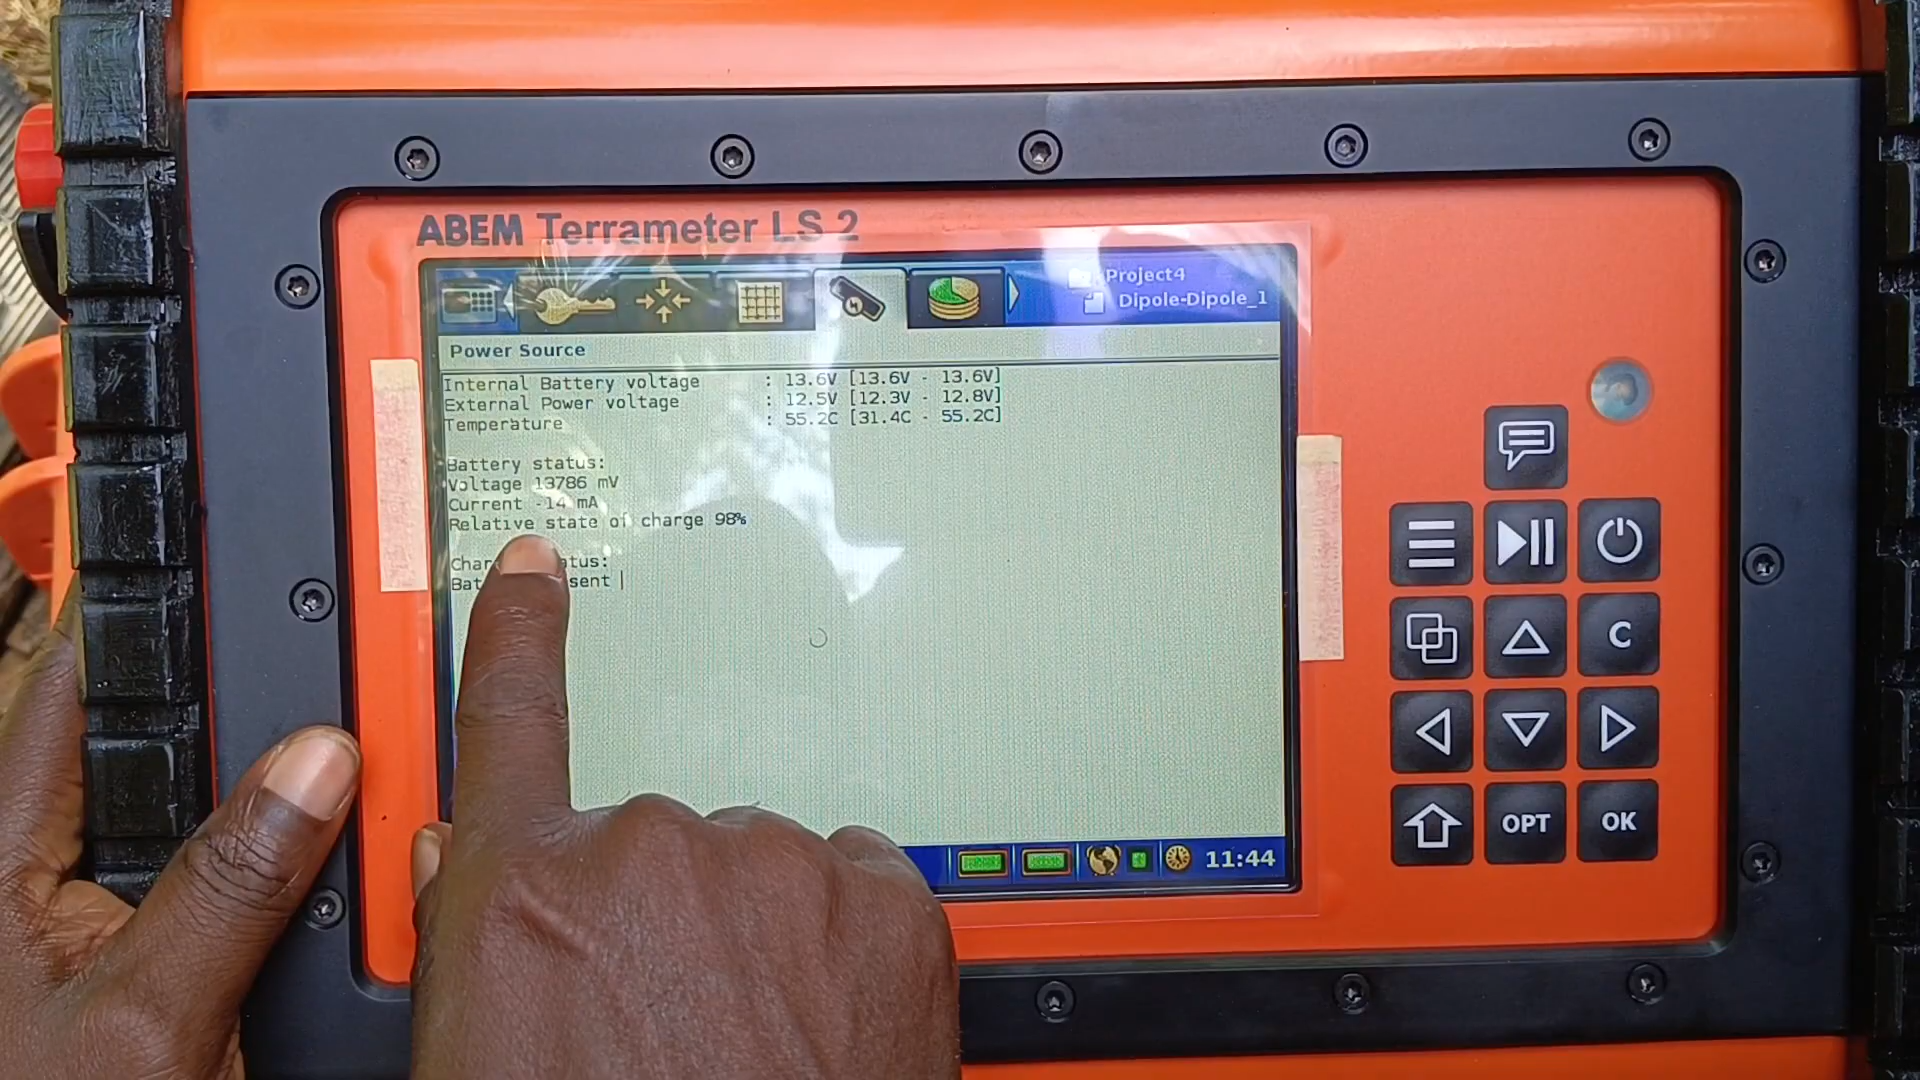 ABEM Terrameter LS 2
Project4
Dipole-Dipole_1
Power Source
Internal Battery voltage : 13.6V [13.6V - 13.6V]
External Power voltage : 12.5V [12.3V - 12.8V]
Temperature : 55.2C [31.4C - 55.2C]
Battery status:
Voltage 13786 mV
Current -14 mA
Relative state of charge 98%
11:44
C
OPT
OK